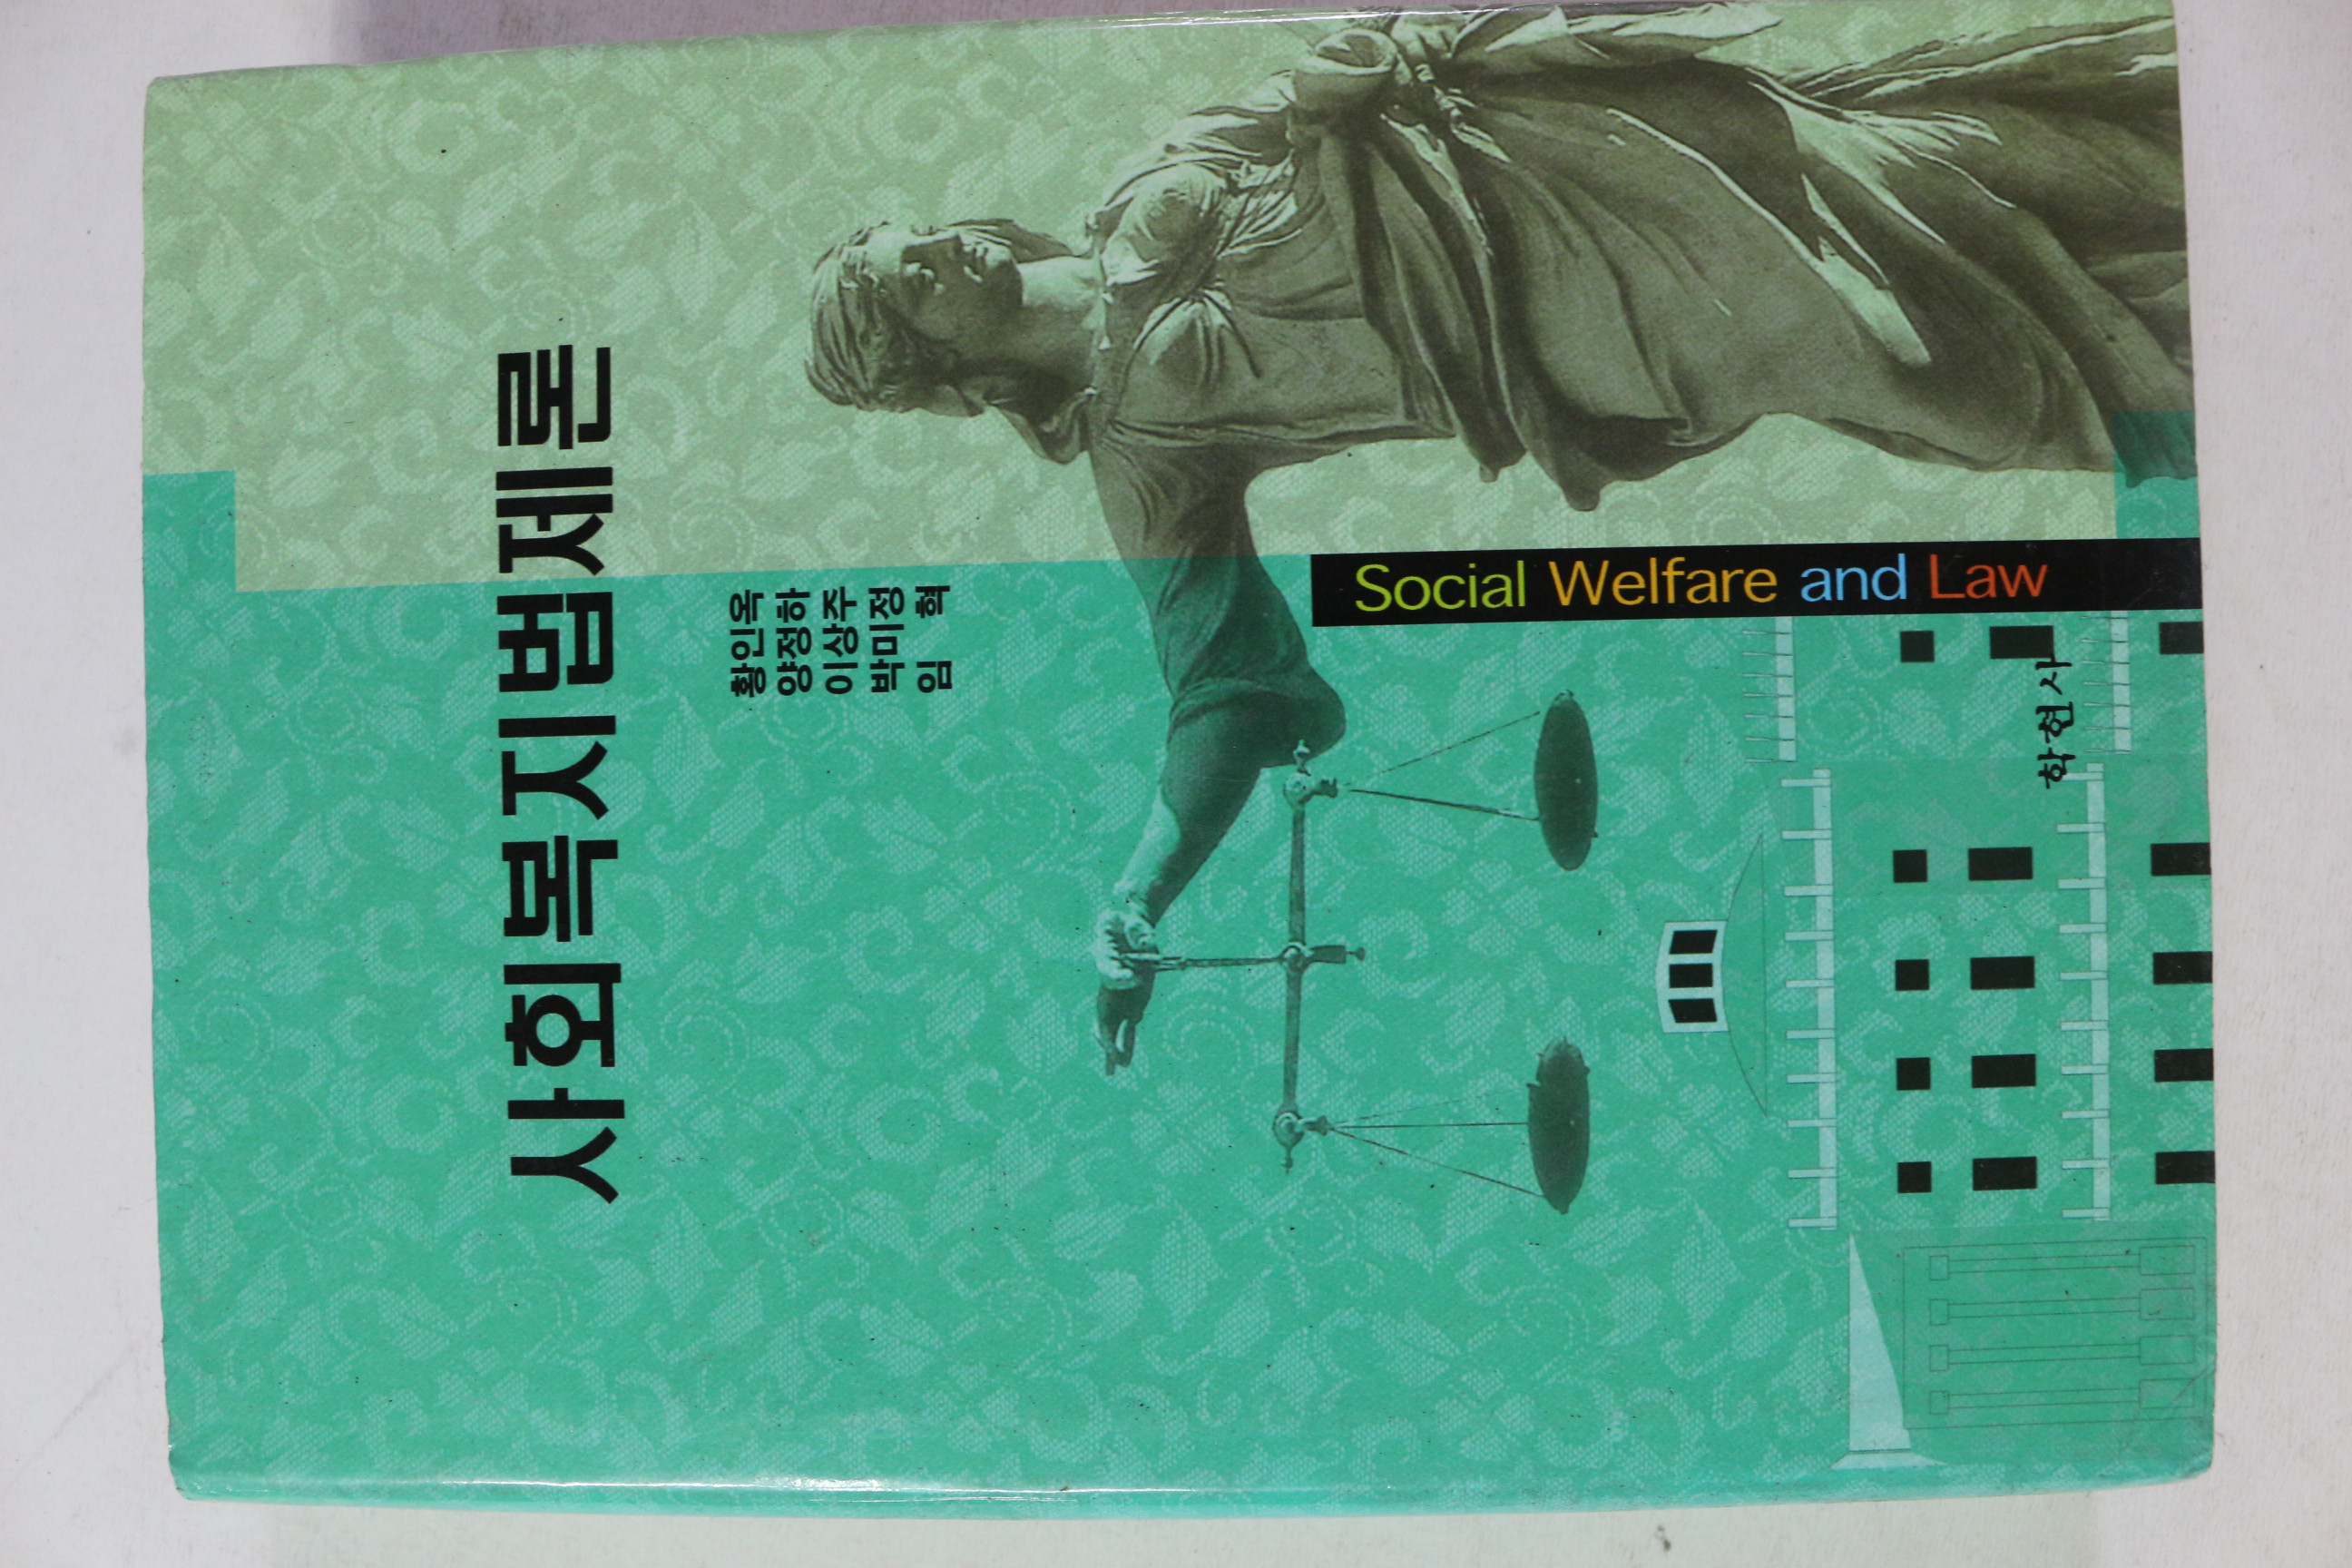 사회복지법제론
황인옥
양정하
이상주
박미정
임 혁
Social Welfare and Law
학현사